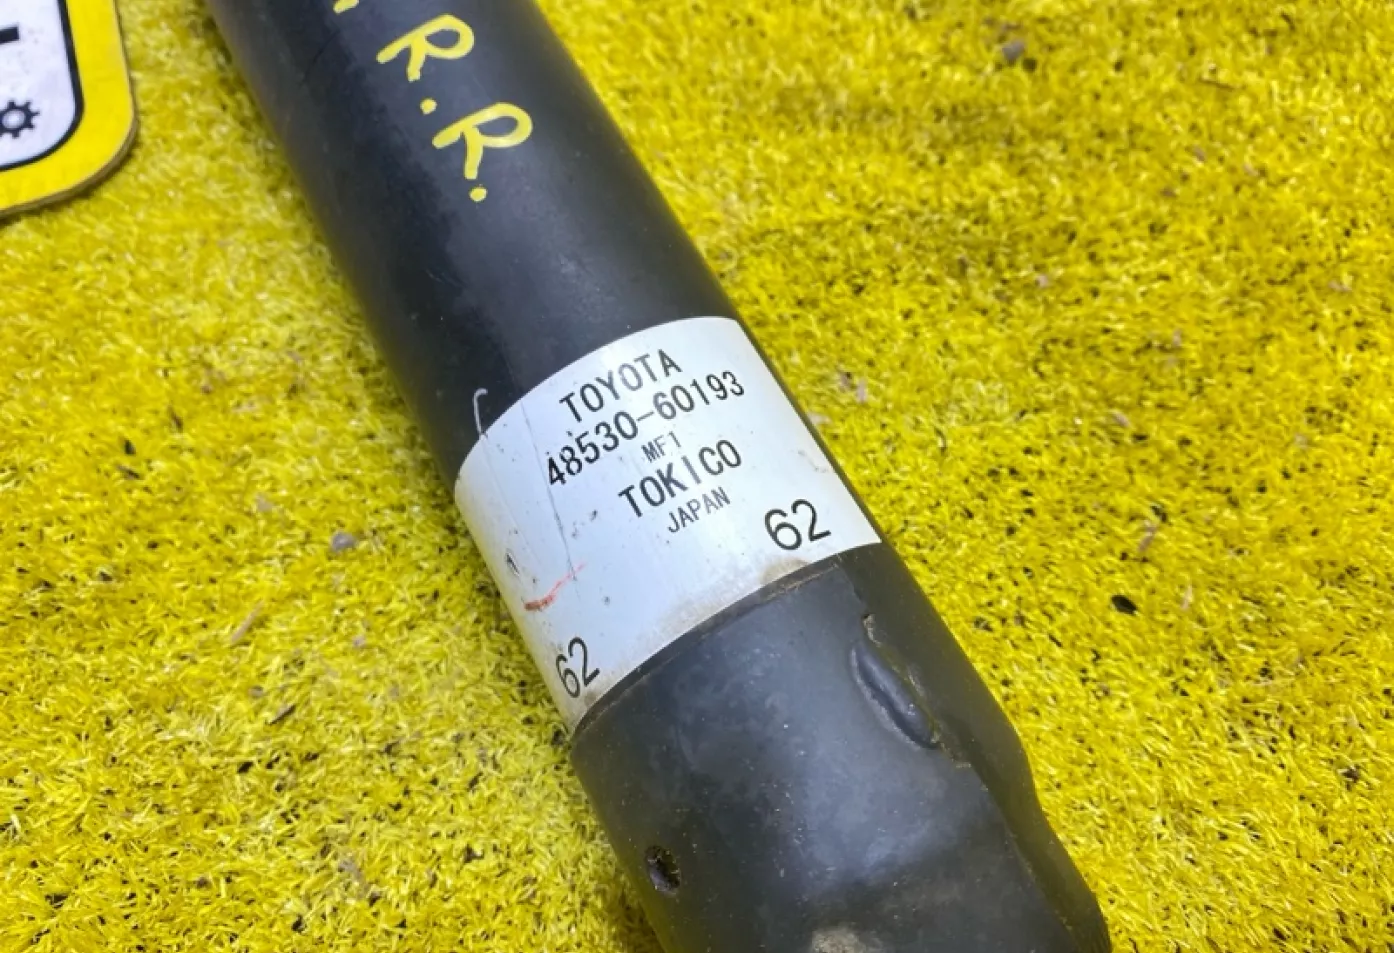 R.R.
TOYOTA
48530-60193
MF1
TOKICO
JAPAN
62
62